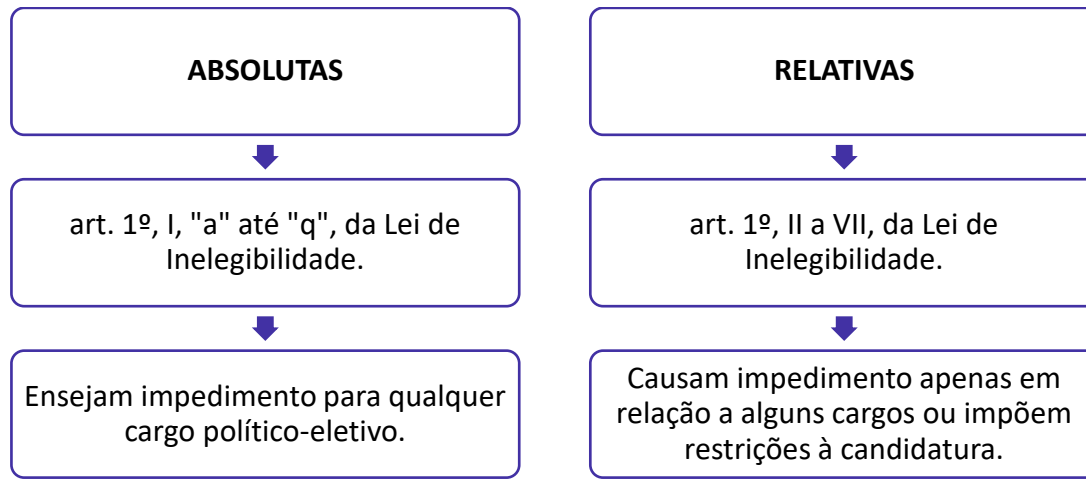 ABSOLUTAS
art. 1º, I, "a" até "q", da Lei de
Inelegibilidade.
Ensejam impedimento para qualquer
cargo político-eletivo.
RELATIVAS
art. 1º, II a VII, da Lei de
Inelegibilidade.
Causam impedimento apenas em
relação a alguns cargos ou impõem
restrições à candidatura.